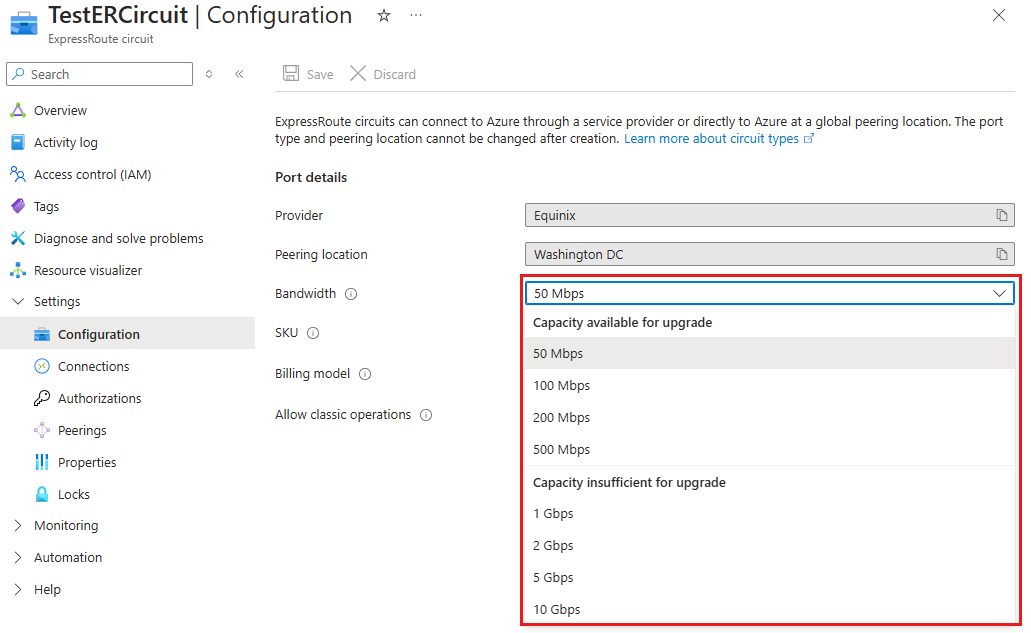 TestERCircuit | Configuration
ExpressRoute circuit
Search
Save
Discard
Overview
Activity log
Access control (IAM)
Tags
Diagnose and solve problems
Resource visualizer
Settings
Configuration
Connections
Authorizations
Peerings
Properties
Locks
Monitoring
Automation
Help
ExpressRoute circuits can connect to Azure through a service provider or directly to Azure at a global peering location. The port
type and peering location cannot be changed after creation. Learn more about circuit types
Port details
Provider
Equinix
Peering location
Washington DC
Bandwidth
50 Mbps
SKU
Billing model
Allow classic operations
Capacity available for upgrade
50 Mbps
100 Mbps
200 Mbps
500 Mbps
Capacity insufficient for upgrade
1 Gbps
2 Gbps
5 Gbps
10 Gbps